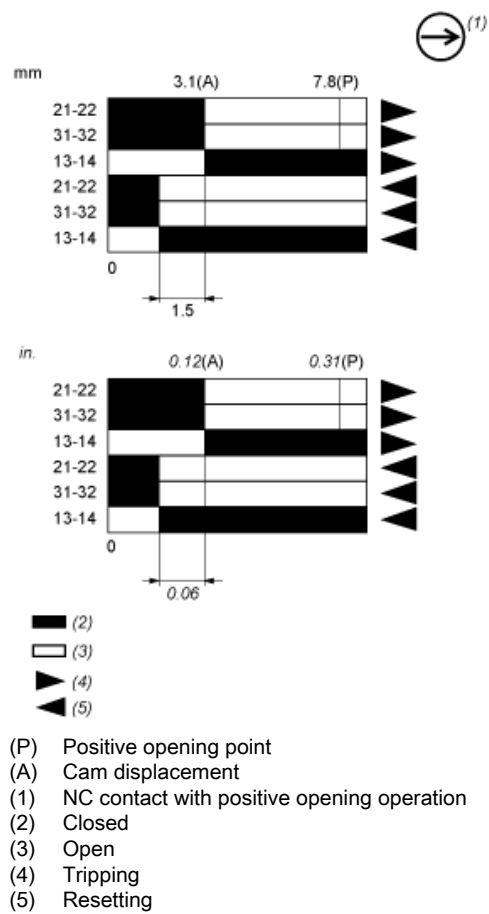 (1)
mm
3.1(A) 7.8(P)
21-22
31-32
13-14
21-22
31-32
13-14
0
1.5
in.
0.12(A) 0.31(P)
21-22
31-32
13-14
21-22
31-32
13-14
0
0.06
(2)
(3)
(4)
(5)
(P) Positive opening point
(A) Cam displacement
(1) NC contact with positive opening operation
(2) Closed
(3) Open
(4) Tripping
(5) Resetting